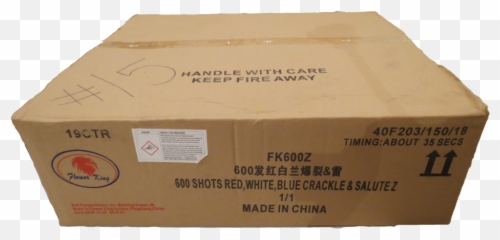 #15
HANDLE WITH CARE
KEEP FIRE AWAY
19CTR
40F203/150/18
TIMING:ABOUT 35 SECS
Flower King
FK600Z
600发红白兰爆裂&雷
600 SHOTS RED,WHITE,BLUE CRACKLE & SALUTE Z
1/1
MADE IN CHINA